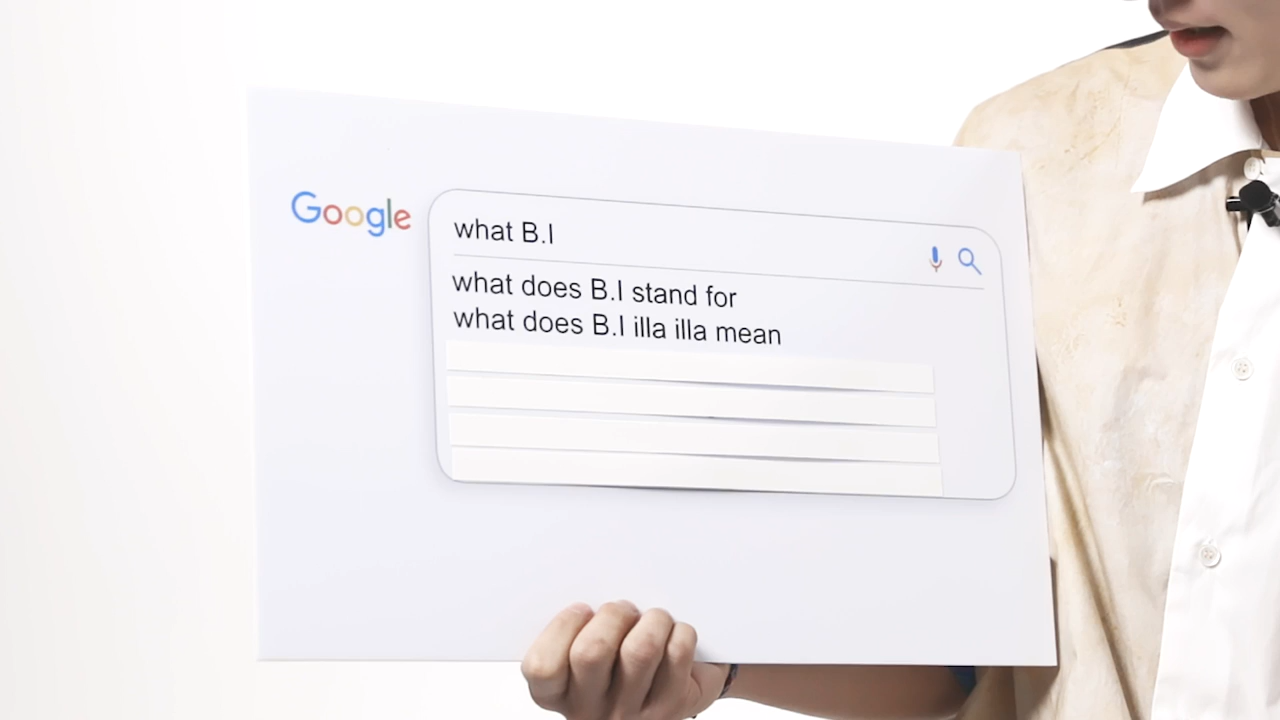 Google
what B.I
what does B.I stand for
what does B.I illa illa mean